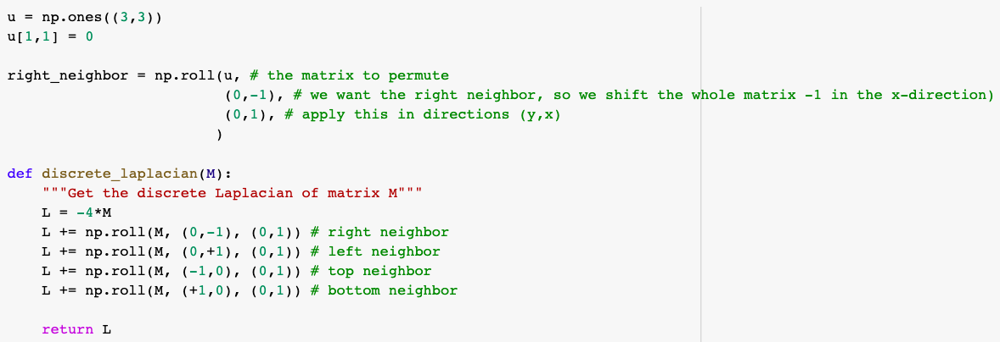 u = np.ones((3,3))
u[1,1] = 0
right_neighbor = np.roll(u, # the matrix to permute
(0,-1), # we want the right neighbor, so we shift the whole matrix -1 in the x-direction)
(0,1), # apply this in directions (y,x)
)
def discrete_laplacian(M):
"""Get the discrete Laplacian of matrix M"""
L = -4*M
L += np.roll(M, (0,-1), (0,1)) # right neighbor
L += np.roll(M, (0,+1), (0,1)) # left neighbor
L += np.roll(M, (-1,0), (0,1)) # top neighbor
L += np.roll(M, (+1,0), (0,1)) # bottom neighbor
return L